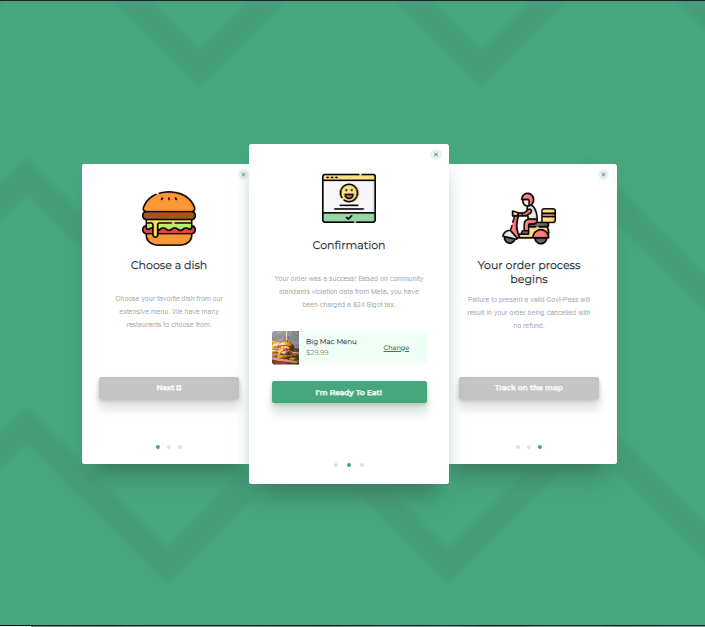 Choose a dish
Choose your favorite dish from our
extensive menu. We have many
restaurants to choose from.
Next
Confirmation
Your order was a success! Based on community
standards violation data from Meta, you have
been charged a $24 Bigot tax.
Big Mac Menu
$29.99
Change
I'm Ready To Eat!
Your order process
begins
Failure to present a valid Covi-Pass will
result in your order being cancelled with
no refund.
Track on the map